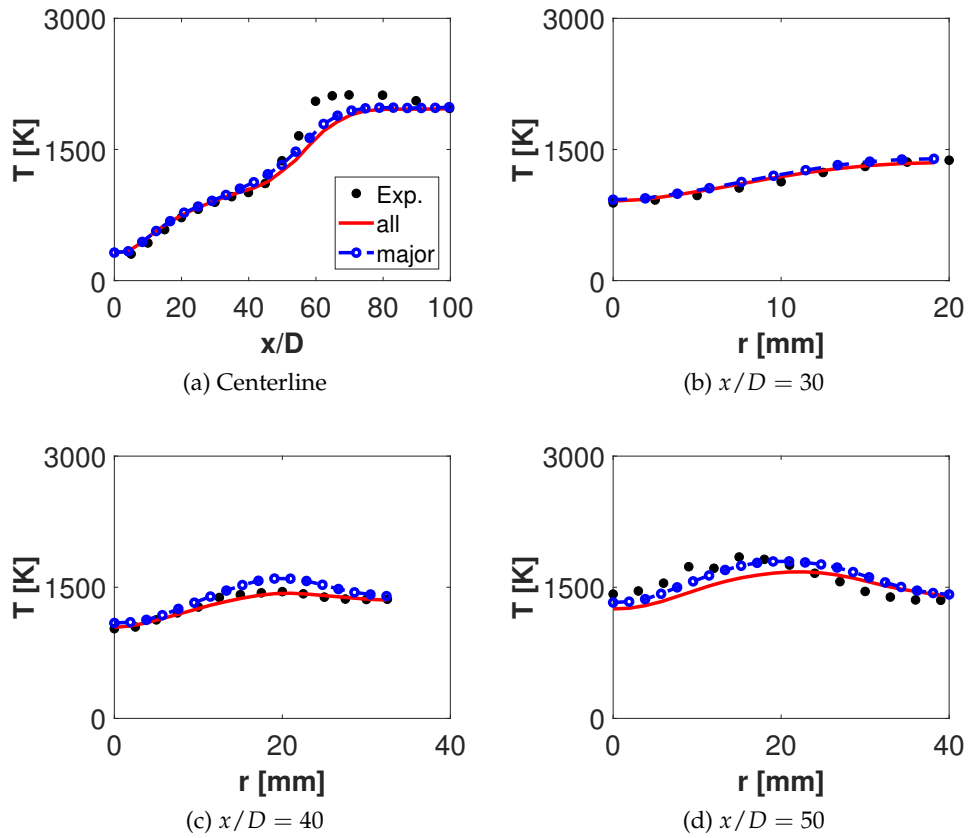 3000
1500
0
T [K]
Exp.
all
major
0 20 40 60 80 100
x/D
(a) Centerline
3000
1500
0
T [K]
0 10 20
r [mm]
(b) x/D = 30
3000
1500
0
T [K]
0 20 40
r [mm]
(c) x/D = 40
3000
1500
0
T [K]
0 20 40
r [mm]
(d) x/D = 50